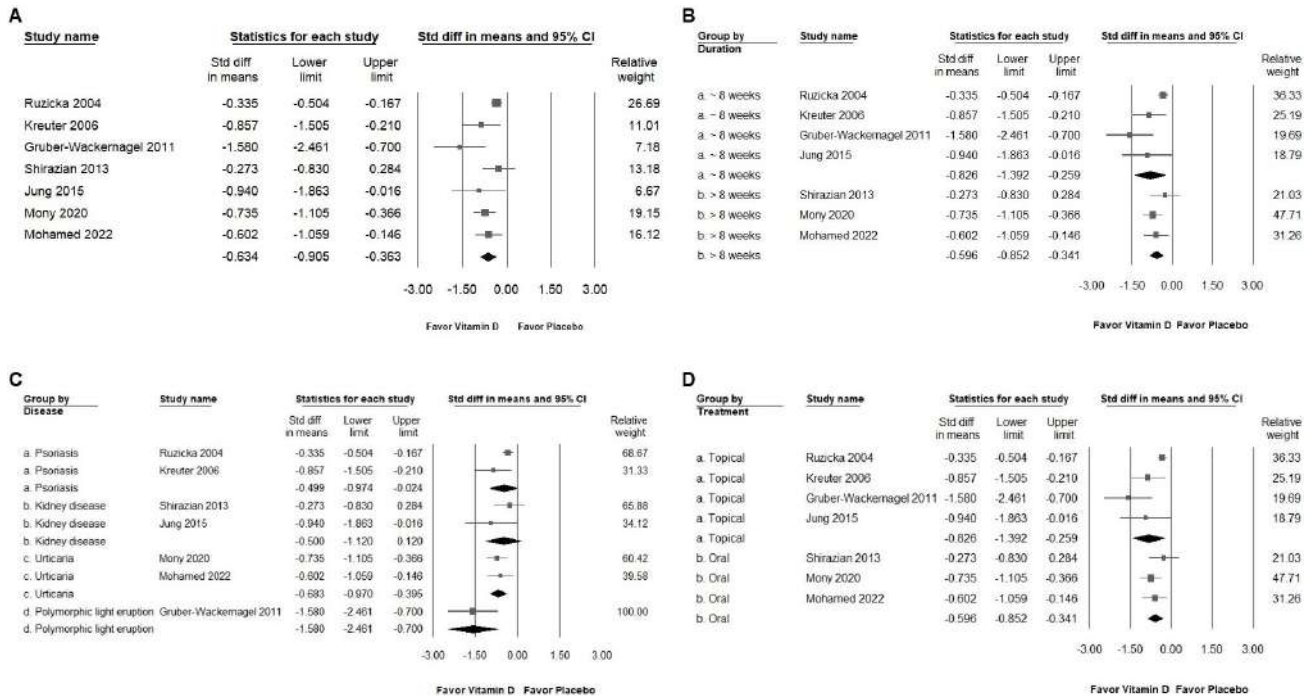 A
Study name Statistics for each study Std diff in means and 95% CI
Std diff in means Lower limit Upper limit Relative weight
Ruzicka 2004 -0.335 -0.504 -0.167 26.69
Kreuter 2006 -0.857 -1.505 -0.210 11.01
Gruber-Wackernagel 2011 -1.580 -2.461 -0.700 7.18
Shirazian 2013 -0.273 -0.830 0.284 13.18
Jung 2015 -0.940 -1.863 -0.016 6.67
Mony 2020 -0.735 -1.105 -0.366 19.15
Mohamed 2022 -0.602 -1.059 -0.146 16.12
-0.634 -0.905 -0.363
-3.00 -1.50 0.00 1.50 3.00
Favor Vitamin D Favor Placebo
B
Group by Duration Study name Statistics for each study Std diff in means and 95% CI
Std diff in means Lower limit Upper limit Relative weight
a. ~ 8 weeks Ruzicka 2004 -0.335 -0.504 -0.167 36.33
a. ~ 8 weeks Kreuter 2006 -0.857 -1.505 -0.210 25.19
a. ~ 8 weeks Gruber-Wackernagel 2011 -1.580 -2.461 -0.700 19.69
a. ~ 8 weeks Jung 2015 -0.940 -1.863 -0.016 18.79
a. ~ 8 weeks -0.826 -1.392 -0.259
b. > 8 weeks Shirazian 2013 -0.273 -0.830 0.284 21.03
b. > 8 weeks Mony 2020 -0.735 -1.105 -0.366 47.71
b. > 8 weeks Mohamed 2022 -0.602 -1.059 -0.146 31.26
b. > 8 weeks -0.596 -0.852 -0.341
-3.00 -1.50 0.00 1.50 3.00
Favor Vitamin D Favor Placebo
C
Group by Disease Study name Statistics for each study Std diff in means and 95% CI
Std diff in means Lower limit Upper limit Relative weight
a. Psoriasis Ruzicka 2004 -0.335 -0.504 -0.167 68.67
a. Psoriasis Kreuter 2006 -0.857 -1.505 -0.210 31.33
a. Psoriasis -0.499 -0.974 -0.024
b. Kidney disease Shirazian 2013 -0.273 -0.830 0.284 65.88
b. Kidney disease Jung 2015 -0.940 -1.863 -0.016 34.12
b. Kidney disease -0.500 -1.120 0.120
c. Urticaria Mony 2020 -0.735 -1.105 -0.366 60.42
c. Urticaria Mohamed 2022 -0.602 -1.059 -0.146 39.58
c. Urticaria -0.683 -0.970 -0.395
d. Polymorphic light eruption Gruber-Wackernagel 2011 -1.580 -2.461 -0.700 100.00
d. Polymorphic light eruption -1.580 -2.461 -0.700
-3.00 -1.50 0.00 1.50 3.00
Favor Vitamin D Favor Placebo
D
Group by Treatment Study name Statistics for each study Std diff in means and 95% CI
Std diff in means Lower limit Upper limit Relative weight
a. Topical Ruzicka 2004 -0.335 -0.504 -0.167 36.33
a. Topical Kreuter 2006 -0.857 -1.505 -0.210 25.19
a. Topical Gruber-Wackernagel 2011 -1.580 -2.461 -0.700 19.69
a. Topical Jung 2015 -0.940 -1.863 -0.016 18.79
a. Topical -0.826 -1.392 -0.259
b. Oral Shirazian 2013 -0.273 -0.830 0.284 21.03
b. Oral Mony 2020 -0.735 -1.105 -0.366 47.71
b. Oral Mohamed 2022 -0.602 -1.059 -0.146 31.26
b. Oral -0.596 -0.852 -0.341
-3.00 -1.50 0.00 1.50 3.00
Favor Vitamin D Favor Placebo